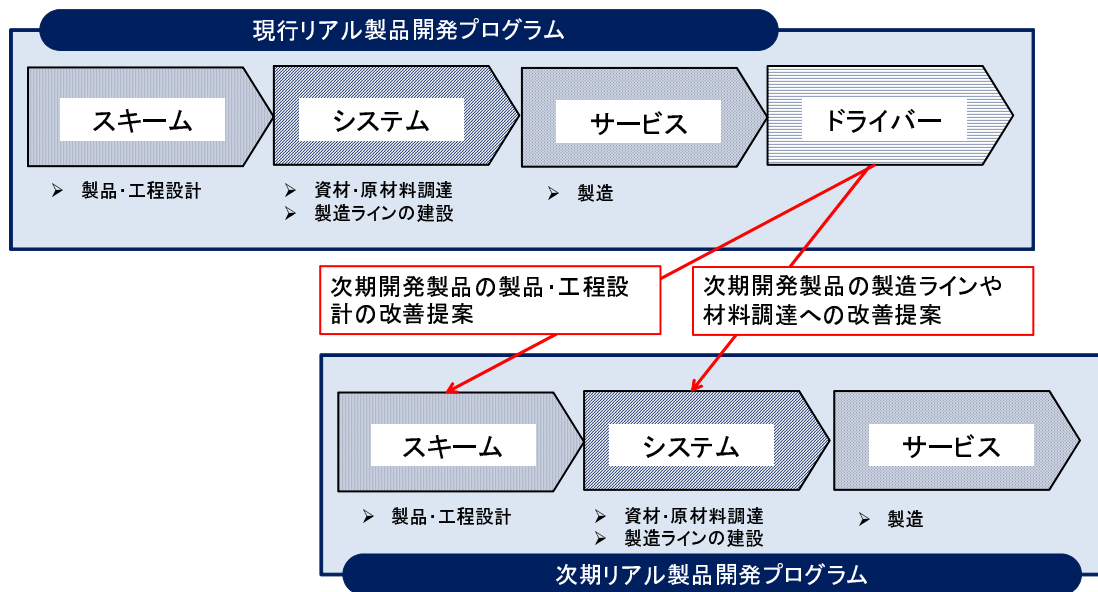 現行リアル製品開発プログラム
スキーム
システム
サービス
ドライバー
➢ 製品・工程設計
➢ 資材・原材料調達
➢ 製造ラインの建設
➢ 製造
次期開発製品の製品・工程設
計の改善提案
次期開発製品の製造ラインや
材料調達への改善提案
スキーム
システム
サービス
➢ 製品・工程設計
➢ 資材・原材料調達
➢ 製造ラインの建設
➢ 製造
次期リアル製品開発プログラム